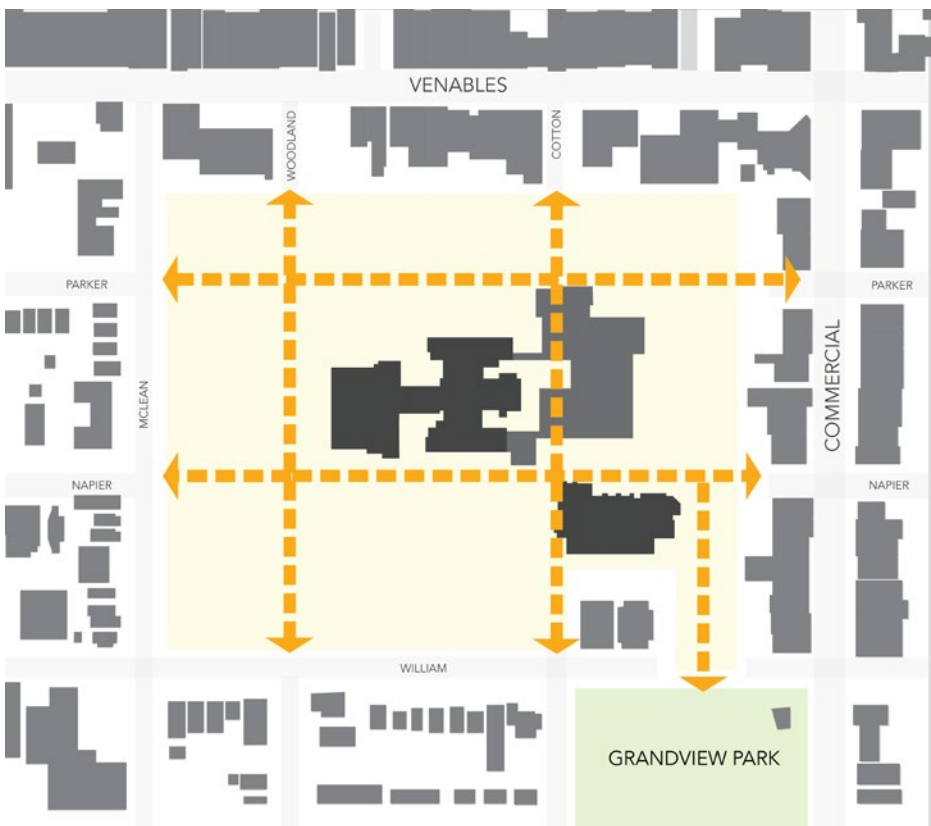 VENABLES
WOODLAND
COTTON
PARKER
PARKER
MCLEAN
COMMERCIAL
NAPIER
NAPIER
WILLIAM
GRANDVIEW PARK